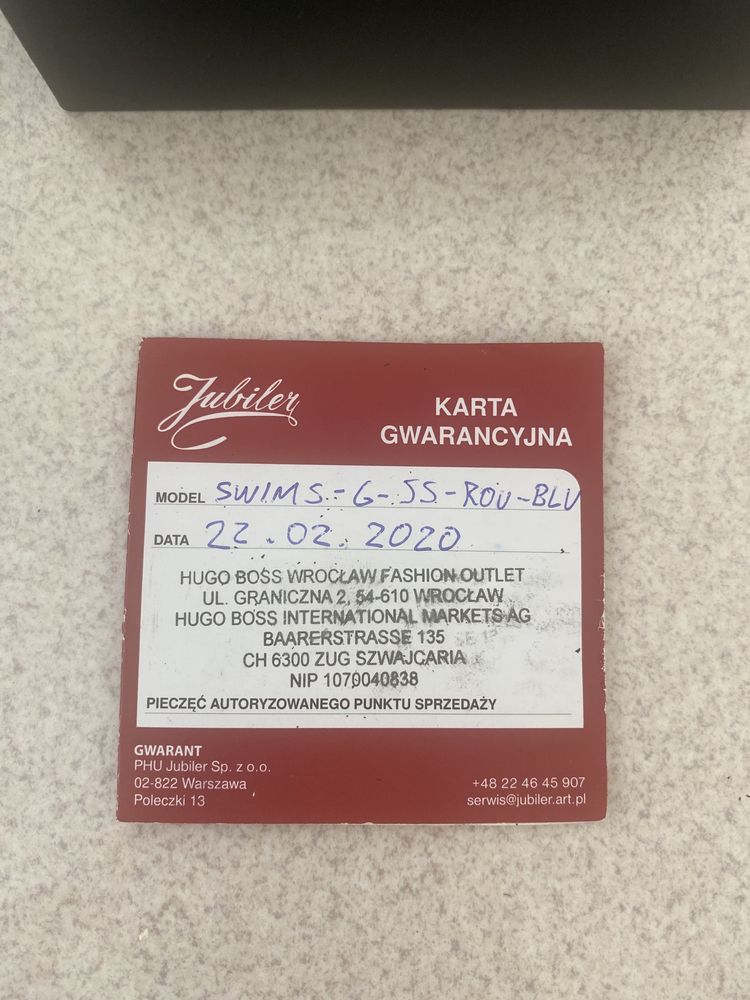 Jubiler
KARTA
GWARANCYJNA
MODEL SWIMS-G-SS-ROU-BLU
DATA 22.02.2020
HUGO BOSS WROCŁAW FASHION OUTLET
UL. GRANICZNA 2, 54-610 WROCŁAW
HUGO BOSS INTERNATIONAL MARKETS AG
BAARERSTRASSE 135
CH 6300 ZUG SZWAJCARIA
NIP 1070040838
PIECZĘĆ AUTORYZOWANEGO PUNKTU SPRZEDAŻY
GWARANT
PHU Jubiler Sp. z o.o.
02-822 Warszawa
Poleczki 13
+48 22 46 45 907
serwis@jubiler.art.pl